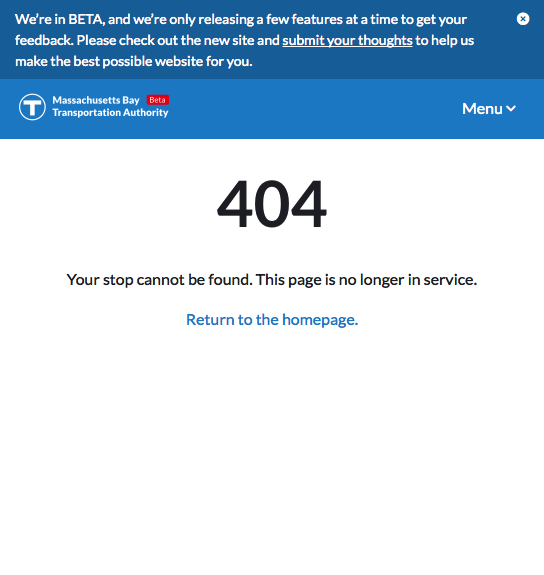 We're in BETA, and we're only releasing a few features at a time to get your
feedback. Please check out the new site and submit your thoughts to help us
make the best possible website for you.
T Massachusetts Bay Beta
Transportation Authority
Menu
404
Your stop cannot be found. This page is no longer in service.
Return to the homepage.